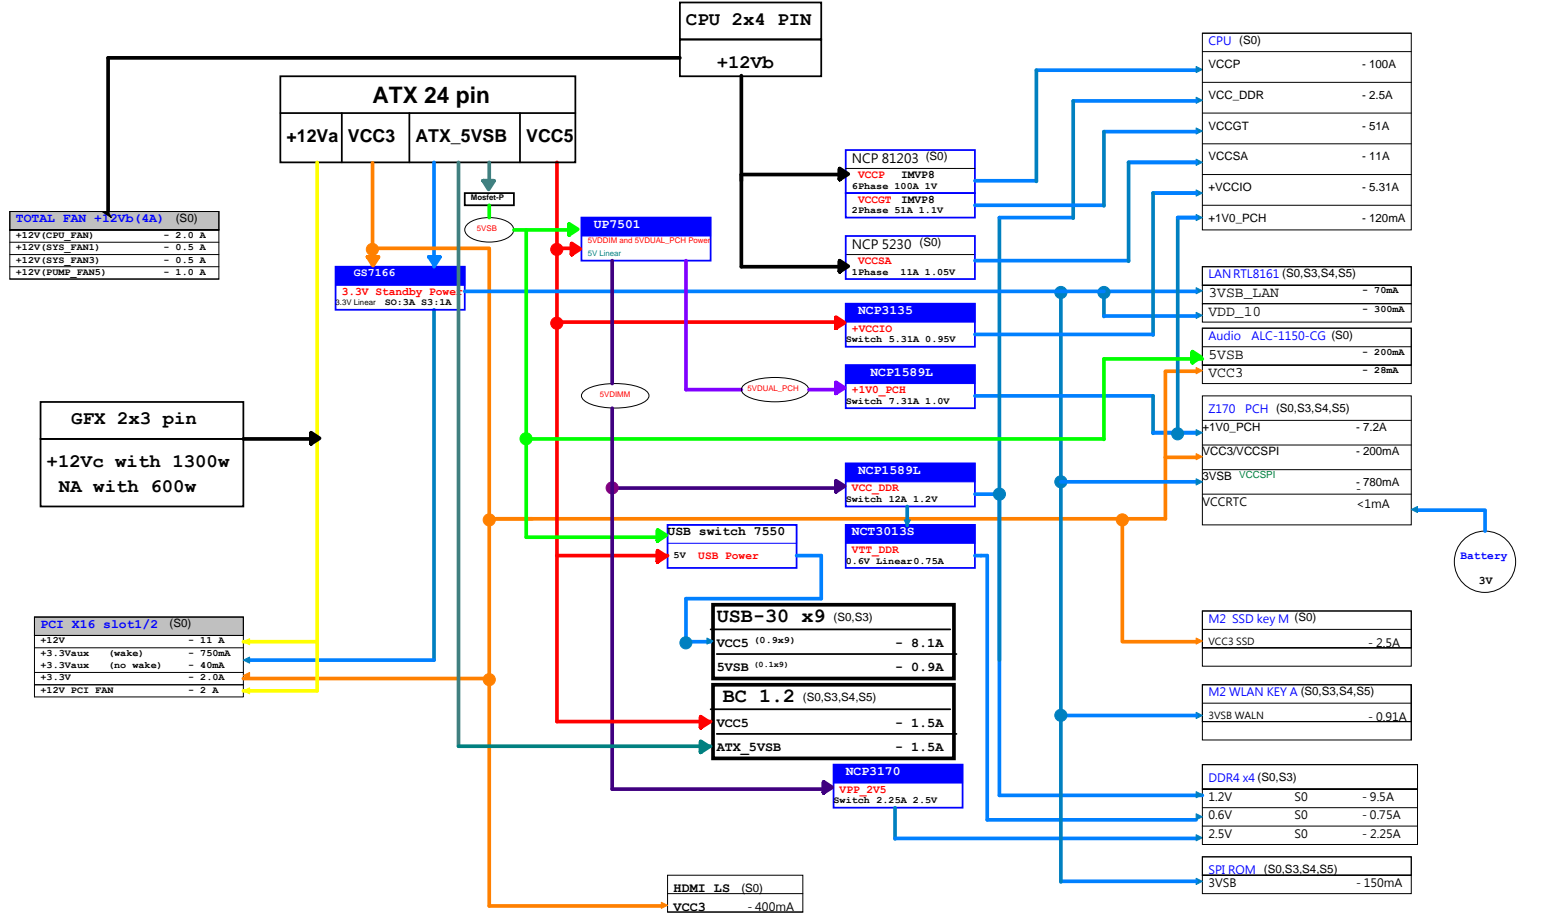 CPU 2x4 PIN
+12Vb
ATX 24 pin
+12Va VCC3 ATX_5VSB VCC5
Mosfet-P
5VSB
TOTAL FAN +12Vb(4A) (S0)
+12V(CPU_FAN) - 2.0 A
+12V(SYS_FAN1) - 0.5 A
+12V(SYS_FAN3) - 0.5 A
+12V(PUMP_FAN5) - 1.0 A
GS7166
3.3V Standby Power
3.3V Linear SO:3A S3:1A
UP7501
5VDDIM and 5VDUAL_PCH Power
5V Linear
GFX 2x3 pin
+12Vc with 1300w
NA with 600w
PCI X16 slot1/2 (S0)
+12V - 11 A
+3.3Vaux (wake) - 750mA
+3.3Vaux (no wake) - 40mA
+3.3V - 2.0A
+12V PCI FAN - 2 A
5VDIMM
5VDUAL_PCH
NCP 81203 (S0)
VCCP IMVP8
6Phase 100A 1V
VCCGT IMVP8
2Phase 51A 1.1V
NCP 5230 (S0)
VCCSA
1Phase 11A 1.05V
NCP3135
+VCCIO
Switch 5.31A 0.95V
NCP1589L
+1V0_PCH
Switch 7.31A 1.0V
NCP1589L
VCC_DDR
Switch 12A 1.2V
NCT3013S
VTT_DDR
0.6V Linear0.75A
USB switch 7550
5V USB Power
USB-30 x9 (S0,S3)
VCC5 (0.9x9) - 8.1A
5VSB (0.1x9) - 0.9A
BC 1.2 (S0,S3,S4,S5)
VCC5 - 1.5A
ATX_5VSB - 1.5A
NCP3170
VPP_2V5
Switch 2.25A 2.5V
HDMI LS (S0)
VCC3 - 400mA
CPU (S0)
VCCP - 100A
VCC_DDR - 2.5A
VCCGT - 51A
VCCSA - 11A
+VCCIO - 5.31A
+1V0_PCH - 120mA
LAN RTL8161 (S0,S3,S4,S5)
3VSB_LAN - 70mA
VDD_10 - 300mA
Audio ALC-1150-CG (S0)
5VSB - 200mA
VCC3 - 28mA
Z170 PCH (S0,S3,S4,S5)
+1V0_PCH - 7.2A
VCC3/VCCSPI - 200mA
3VSB VCCSPI - 780mA
VCCRTC <1mA
Battery
3V
M2 SSD key M (S0)
VCC3 SSD - 2.5A
M2 WLAN KEY A (S0,S3,S4,S5)
3VSB WALN - 0.91A
DDR4 x4 (S0,S3)
1.2V S0 - 9.5A
0.6V S0 - 0.75A
2.5V S0 - 2.25A
SPI ROM (S0,S3,S4,S5)
3VSB - 150mA